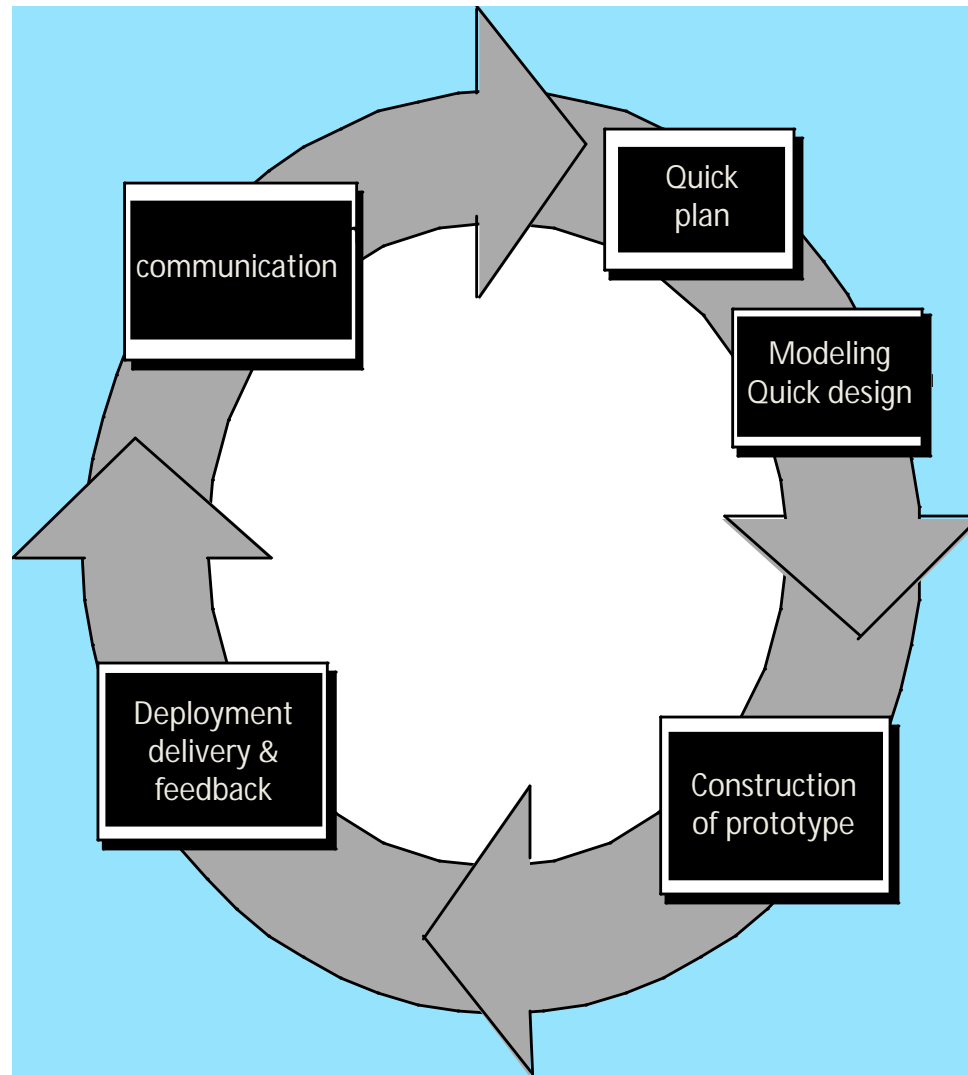 communication
Quick
plan
Modeling
Quick design
Construction
of prototype
Deployment
delivery &
feedback